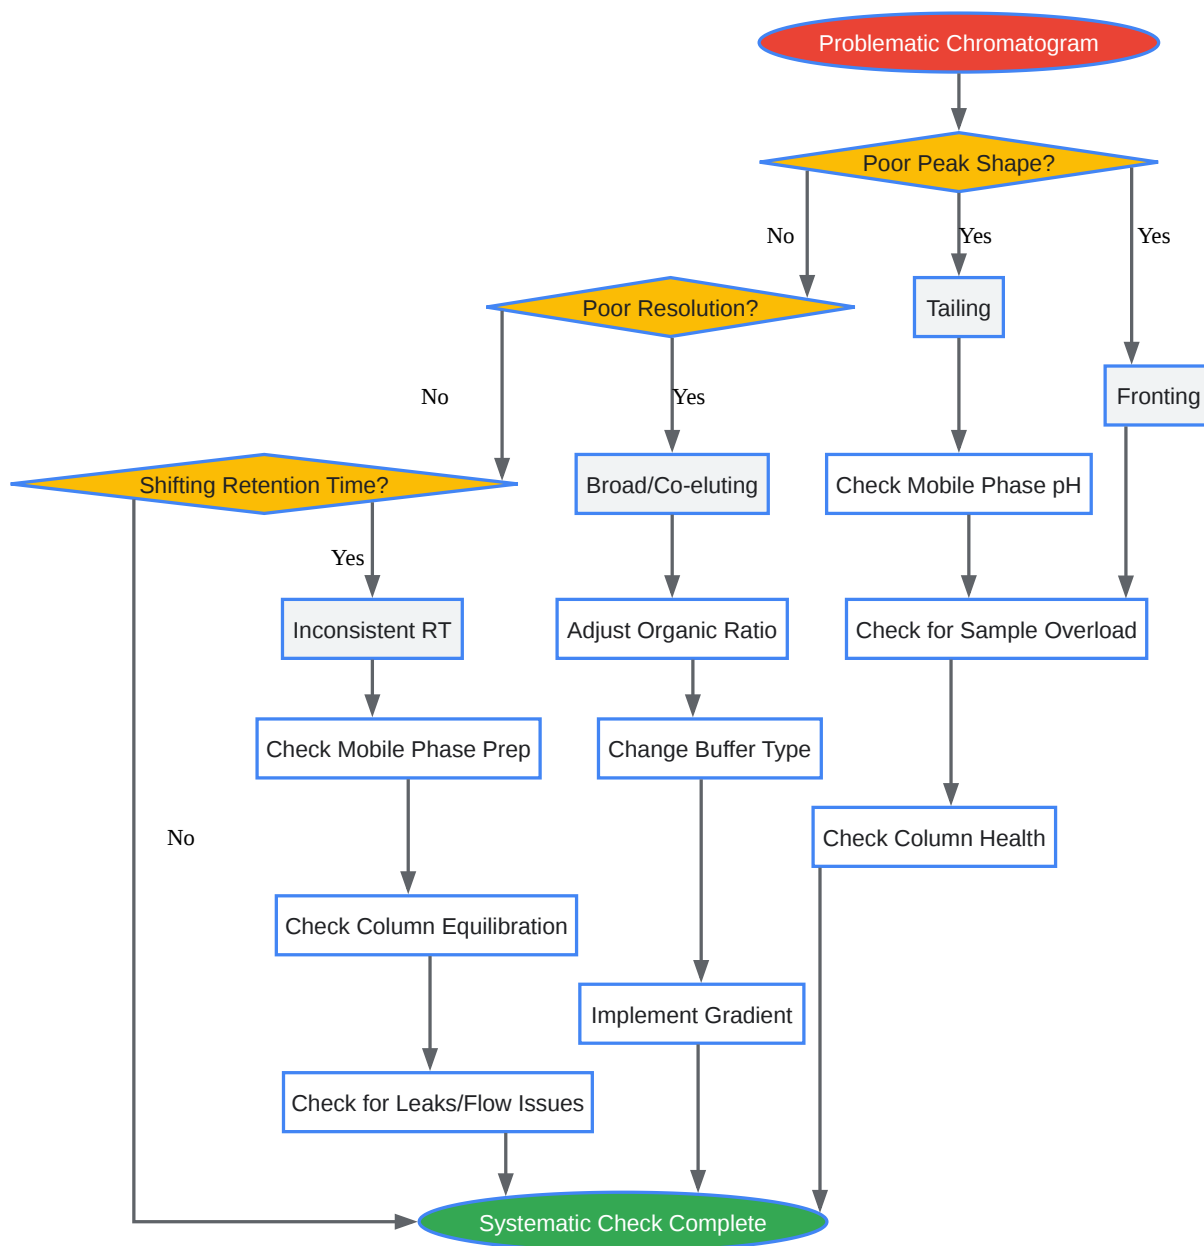 Problematic Chromatogram
Poor Peak Shape?
No
Yes
Yes
Poor Resolution?
Tailing
Fronting
No
Yes
Shifting Retention Time?
Broad/Co-eluting
Check Mobile Phase pH
Yes
Inconsistent RT
Adjust Organic Ratio
Check for Sample Overload
Check Mobile Phase Prep
Change Buffer Type
No
Check Column Health
Check Column Equilibration
Implement Gradient
Check for Leaks/Flow Issues
Systematic Check Complete